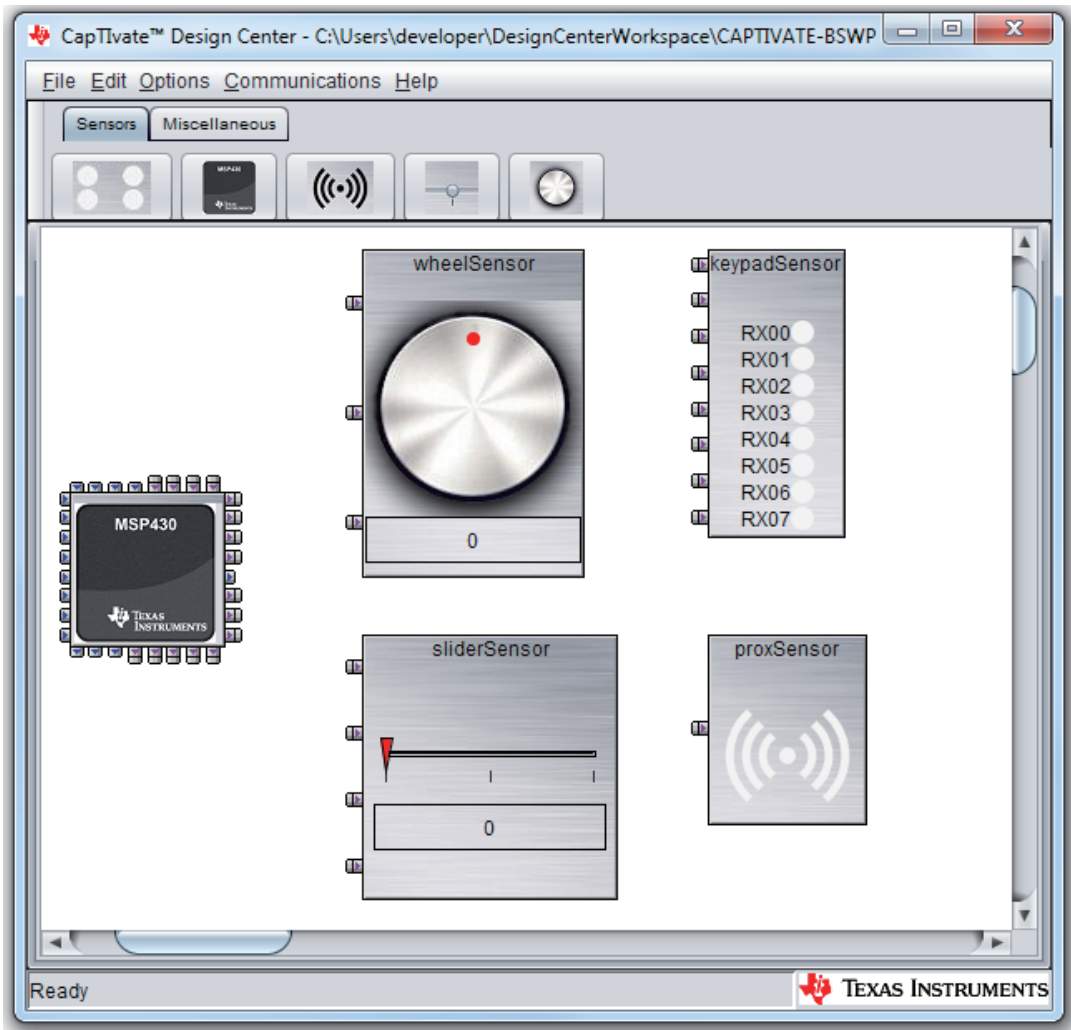 CapTIvate™ Design Center - C:\Users\developer\DesignCenterWorkspace\CAPTIVATE-BSWP
File Edit Options Communications Help
Sensors Miscellaneous
MSP430
wheelSensor
0
keypadSensor
RX00
RX01
RX02
RX03
RX04
RX05
RX06
RX07
MSP430
TEXAS
INSTRUMENTS
sliderSensor
0
proxSensor
Ready
TEXAS INSTRUMENTS